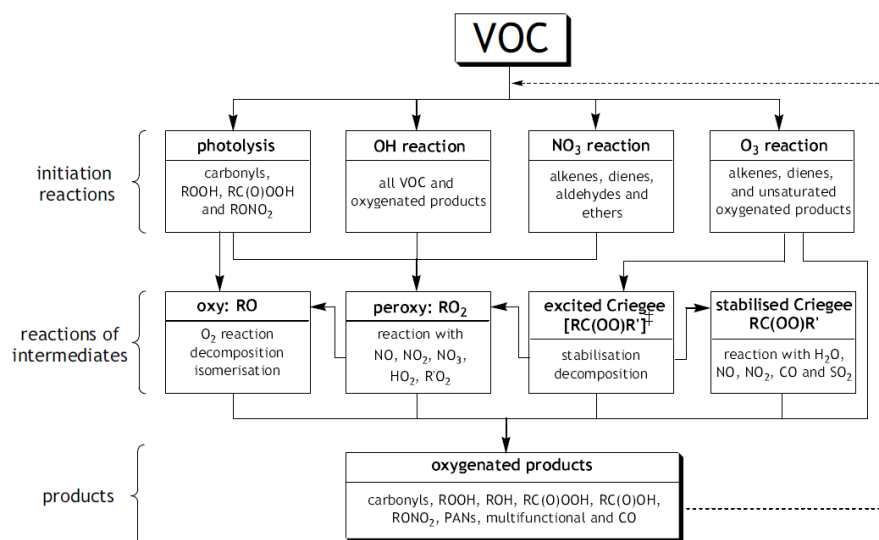 VOC
initiation
reactions
photolysis
carbonyls,
ROOH, RC(O)OOH
and RONO₂
OH reaction
all VOC and
oxygenated products
NO₃ reaction
alkenes, dienes,
aldehydes and
ethers
O₃ reaction
alkenes, dienes,
and unsaturated
oxygenated products
reactions of
intermediates
oxy: RO
O₂ reaction
decomposition
isomerisation
peroxy: RO₂
reaction with
NO, NO₂, NO₃,
HO₂, R'O₂
excited Criegee
[RC(OO)R']‡
stabilisation
decomposition
stabilised Criegee
RC(OO)R'
reaction with H₂O,
NO, NO₂, CO and SO₂
products
oxygenated products
carbonyls, ROOH, ROH, RC(O)OOH, RC(O)OH,
RONO₂, PANs, multifunctional and CO